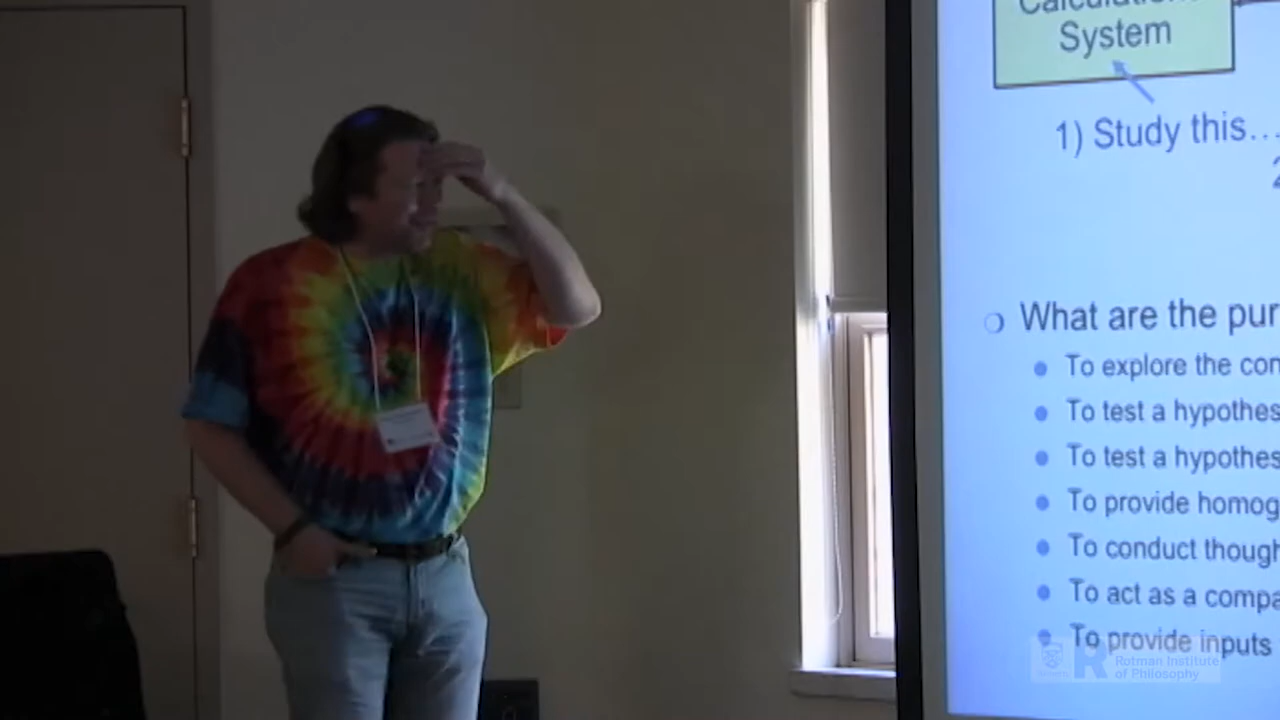 System
1) Study this...
2
What are the pur
To explore the con
To test a hypothes
To test a hypothes
To provide homog
To conduct though
To act as a compa
To provide inputs
Rotman Institute
of Philosophy